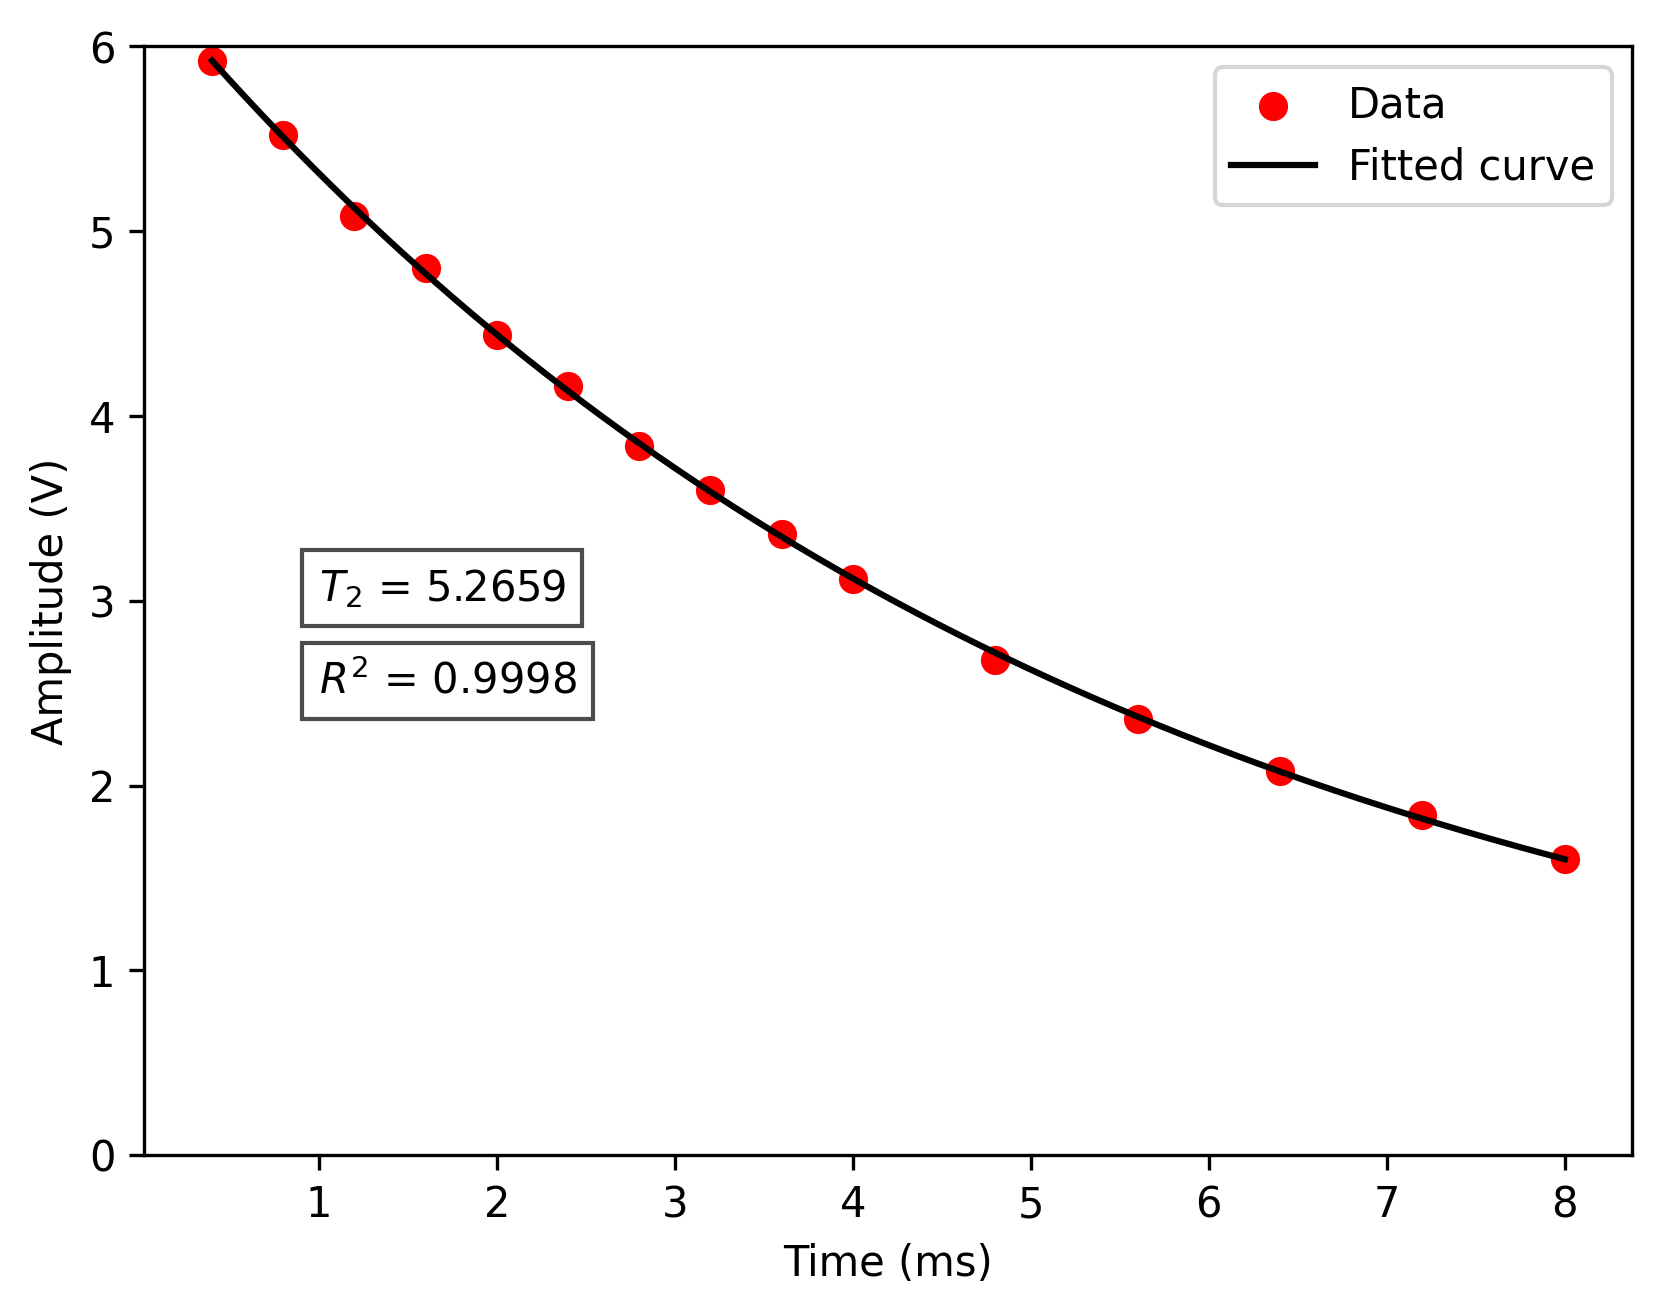 6
5
4
3
2
1
0
Amplitude (V)
Data
Fitted curve
T₂ = 5.2659
R² = 0.9998
1 2 3 4 5 6 7 8
Time (ms)